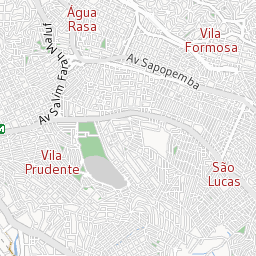 Água
Rasa
Vila
Formosa
Av Salim Farah Maluf
Av Sapopemba
Vila
Prudente
São
Lucas
M